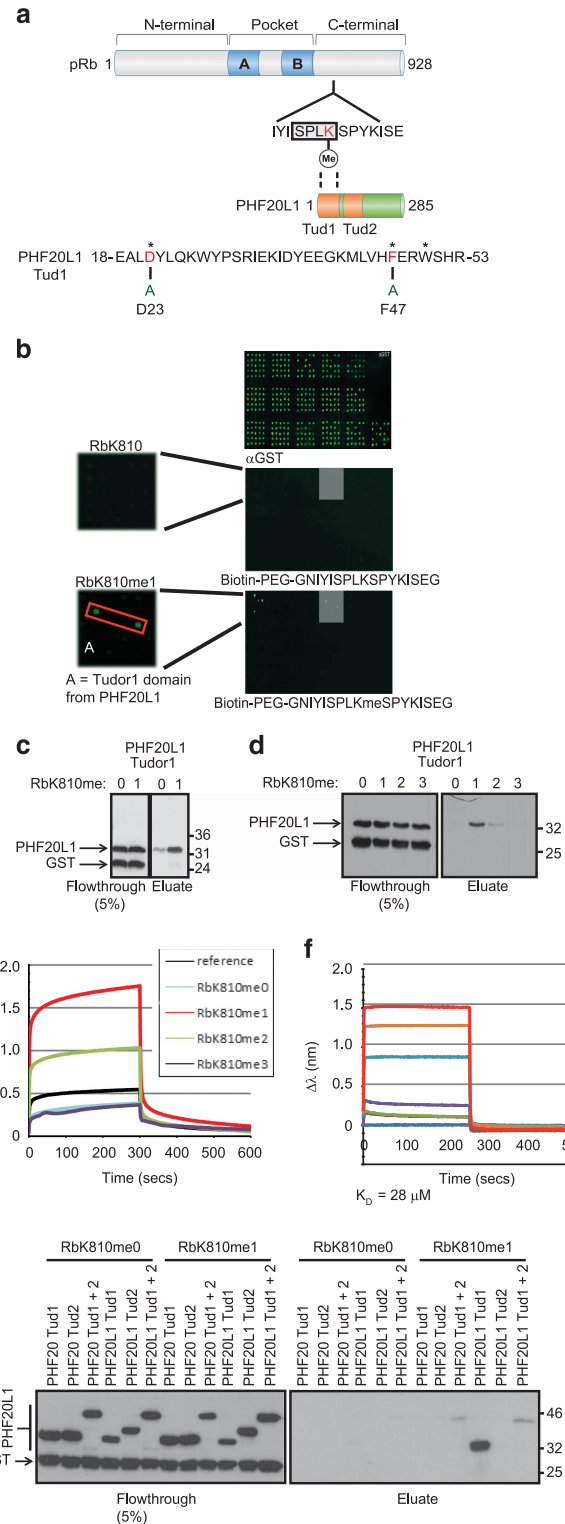 a
N-terminal Pocket C-terminal
pRb 1 A B 928
IYISPLKSPYKISE
Me
PHF20L1 1 285
Tud1 Tud2
PHF20L1 Tud1 18-EALDYLQKWYPSRIEKIDYEEGKMLVHFERWSHR-53
* * *
A A
D23 F47
b
αGST
αGST
RbK810
Biotin-PEG-GNIYISPLKSPYKISEG
RbK810me1
A
A = Tudor1 domain
from PHF20L1
Biotin-PEG-GNIYISPLKmeSPYKISEG
c
PHF20L1
Tudor1
RbK810me: 0 1 0 1
PHF20L1
GST
36
31
24
Flowthrough
(5%)
Eluate
d
PHF20L1
Tudor1
RbK810me: 0 1 2 3 0 1 2 3
PHF20L1
GST
32
25
Flowthrough
(5%)
Eluate
2.0
1.5
1.0
0.5
0
0 100 200 300 400 500 600
Time (secs)
reference
RbK810me0
RbK810me1
RbK810me2
RbK810me3
f
Δλ (nm)
2.0
1.5
1.0
0.5
0
0 100 200 300 400
Time (secs)
KD = 28 μM
RbK810me0 RbK810me1 RbK810me0 RbK810me1
PHF20 Tud1
PHF20 Tud2
PHF20 Tud1 + 2
PHF20L1 Tud1
PHF20L1 Tud2
PHF20L1 Tud1 + 2
PHF20 Tud1
PHF20 Tud2
PHF20 Tud1 + 2
PHF20L1 Tud1
PHF20L1 Tud2
PHF20L1 Tud1 + 2
PHF20 Tud1
PHF20 Tud2
PHF20 Tud1 + 2
PHF20L1 Tud1
PHF20L1 Tud2
PHF20L1 Tud1 + 2
PHF20 Tud1
PHF20 Tud2
PHF20 Tud1 + 2
PHF20L1 Tud1
PHF20L1 Tud2
PHF20L1 Tud1 + 2
PHF20L1
ST
46
32
25
Flowthrough
(5%)
Eluate